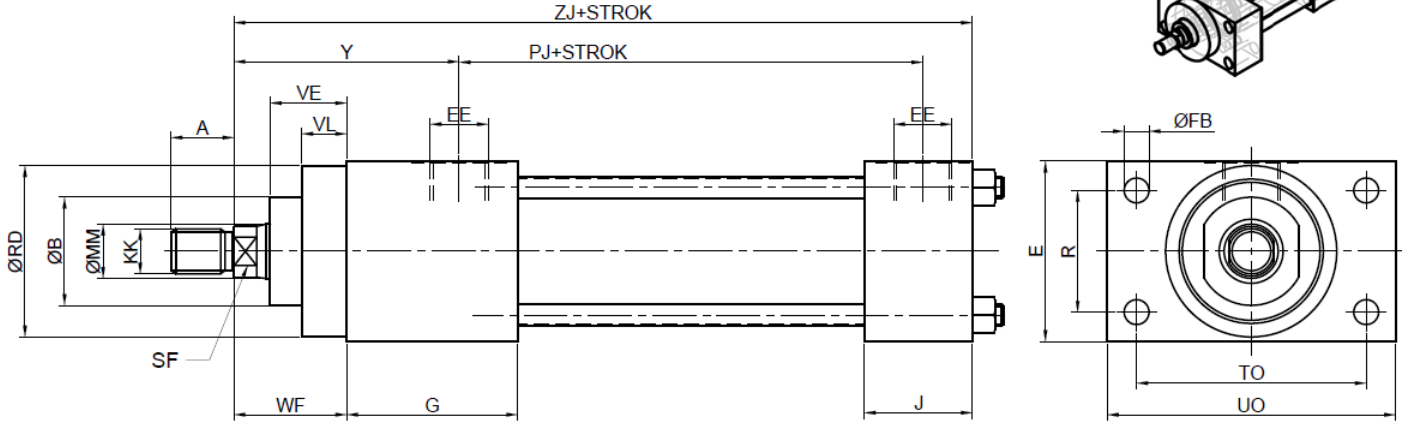 ZJ+STROK
Y
PJ+STROK
VE
EE
EE
A
VL
ØFB
ØRD
ØB
ØMM
KK
E
R
SF
WF
G
J
TO
UO